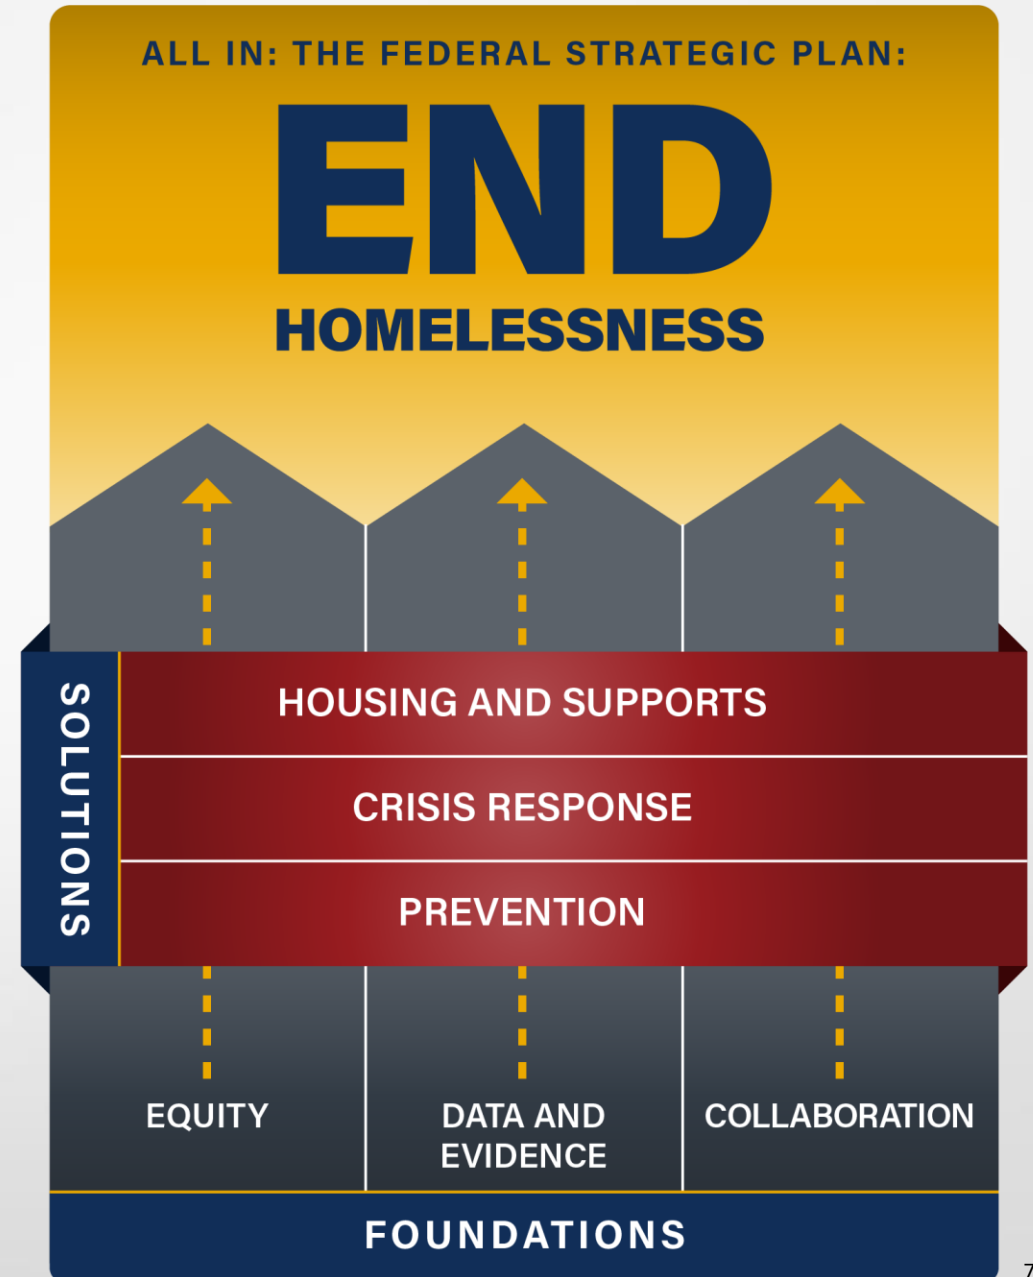 ALL IN: THE FEDERAL STRATEGIC PLAN:
END
HOMELESSNESS
SOLUTIONS
HOUSING AND SUPPORTS
CRISIS RESPONSE
PREVENTION
EQUITY
DATA AND
EVIDENCE
COLLABORATION
FOUNDATIONS
7